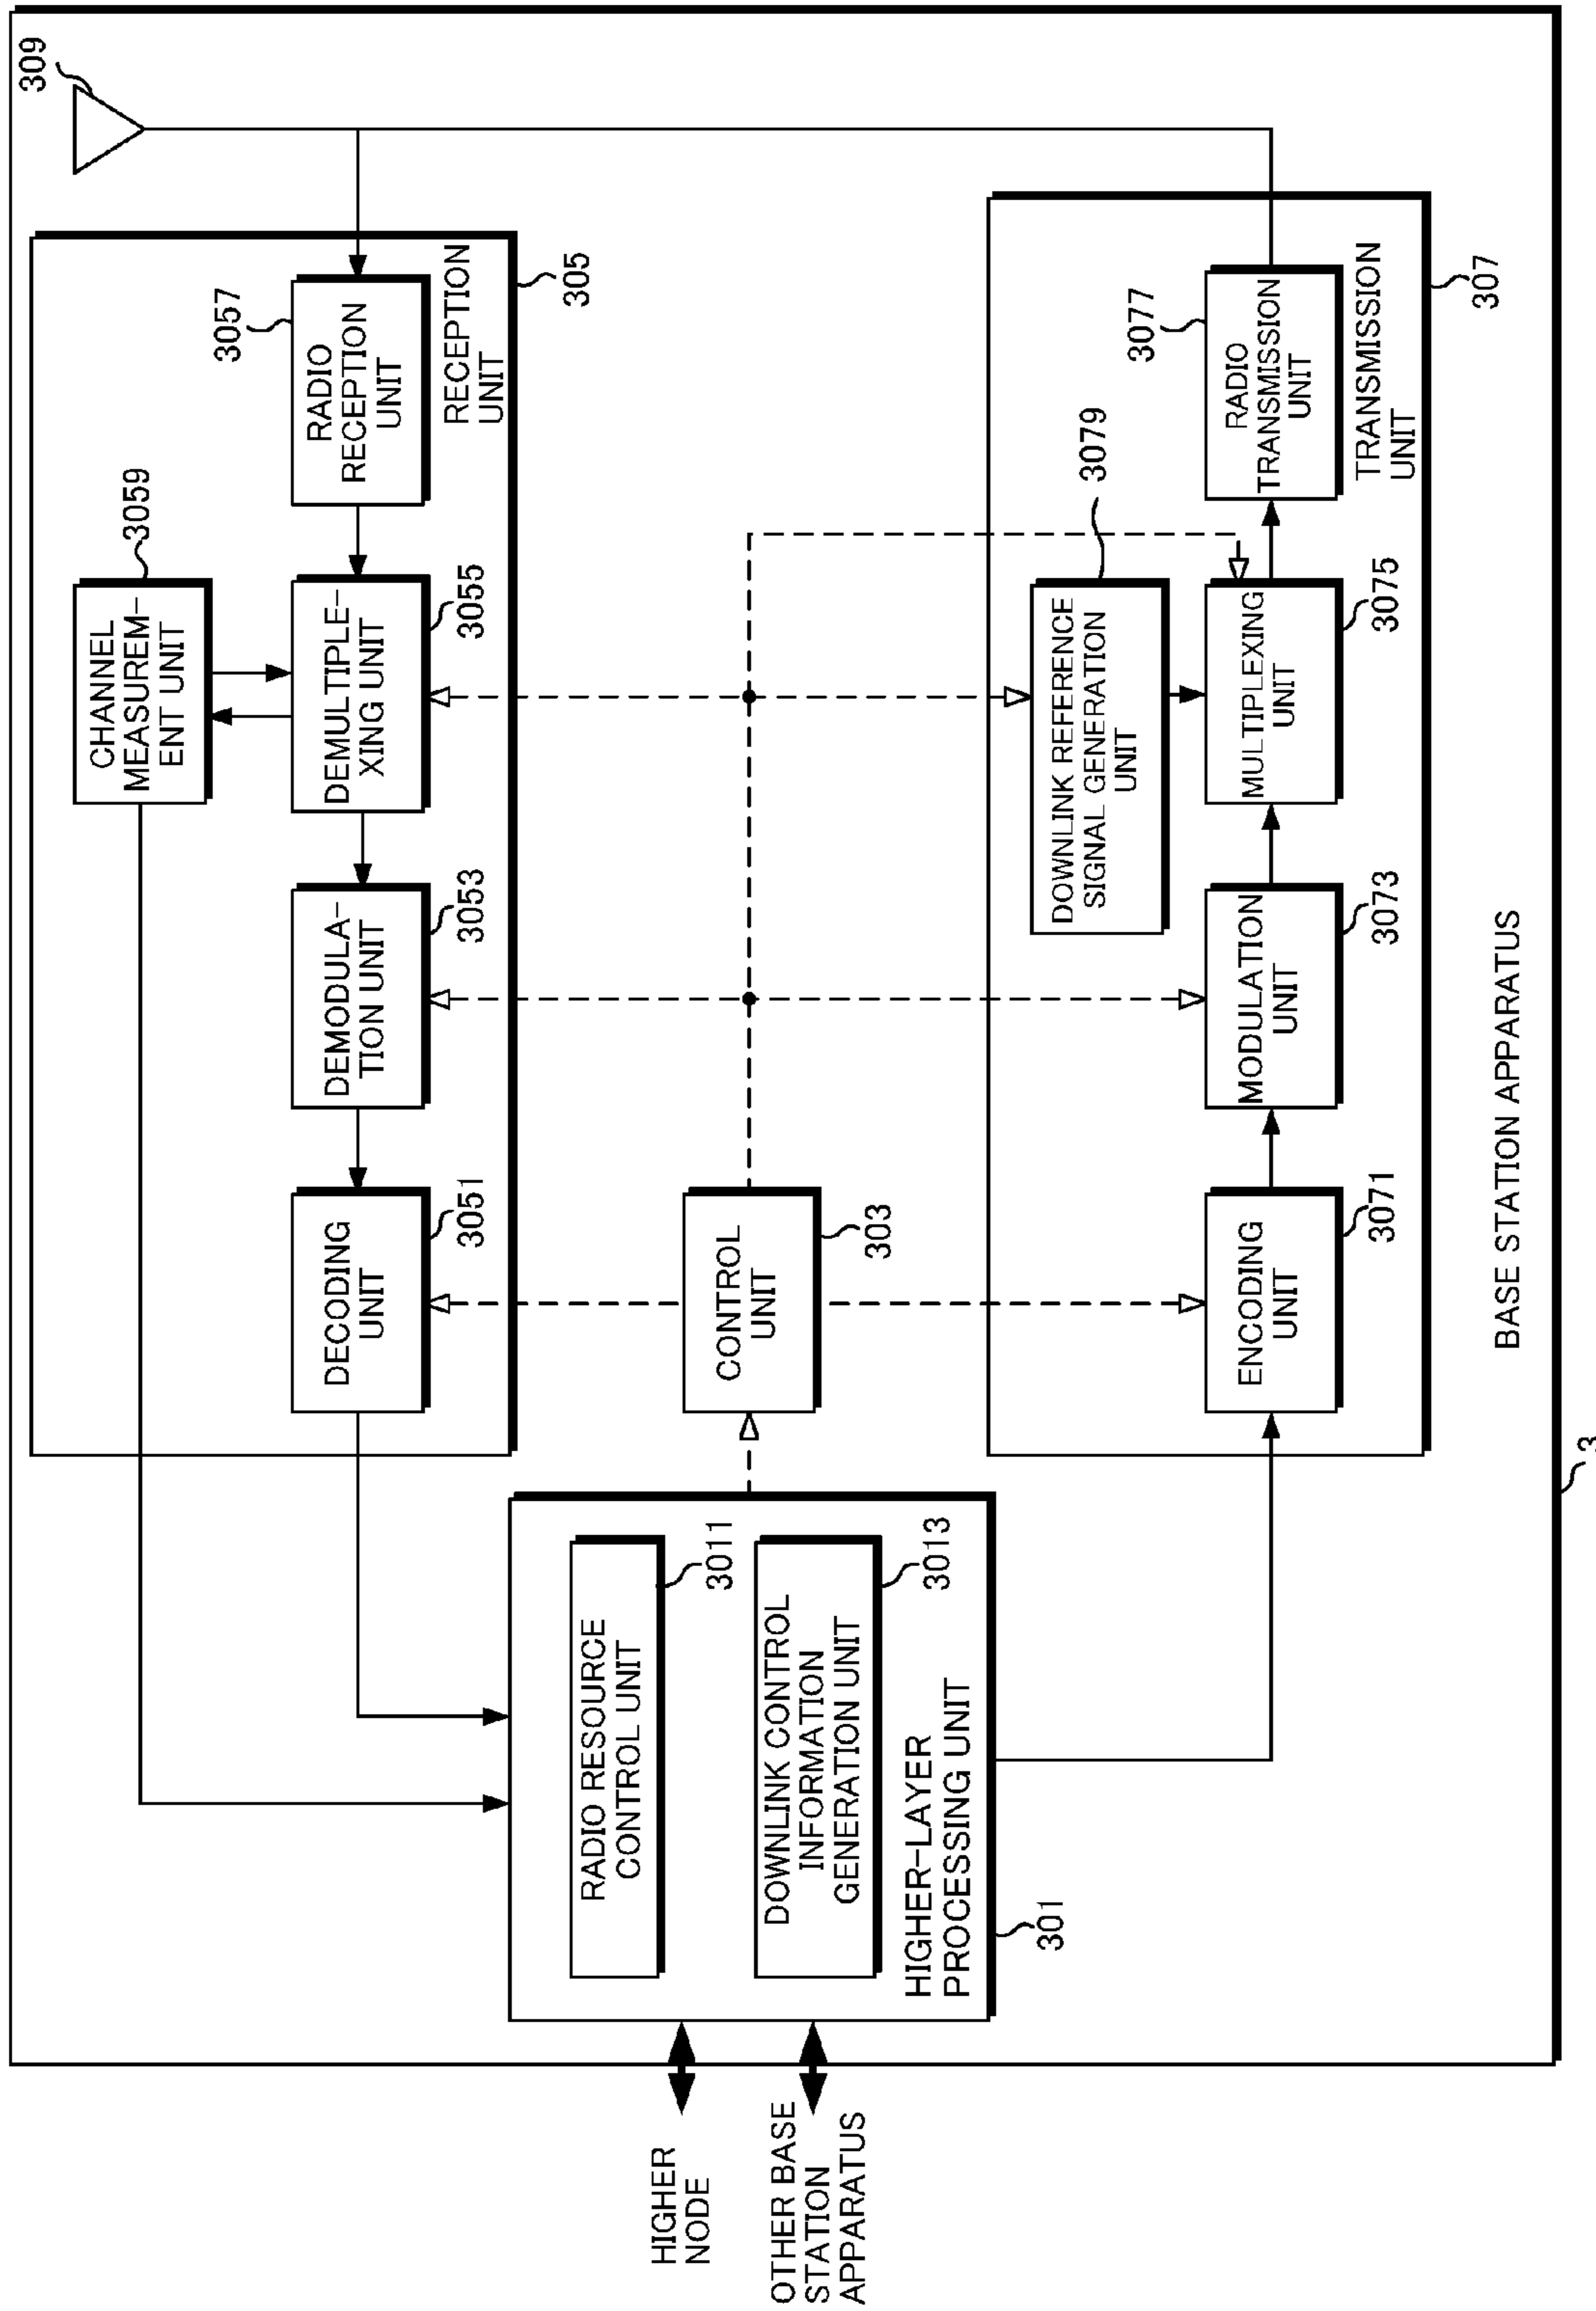 309
3057
RADIO
RECEPTION
UNIT
RECEPTION
UNIT
305
CHANNEL
MEASUREM-
ENT UNIT
3059
DEMULTIPLE-
XING UNIT
3055
DEMODULA-
TION UNIT
3053
DECODING
UNIT
3051
CONTROL
UNIT
303
RADIO RESOURCE
CONTROL UNIT
3011
DOWNLINK CONTROL
INFORMATION
GENERATION UNIT
3013
HIGHER-LAYER
PROCESSING UNIT
301
HIGHER
NODE
OTHER BASE
STATION
APPARATUS
DOWNLINK REFERENCE
SIGNAL GENERATION
UNIT
3079
ENCODING
UNIT
3071
MODULATION
UNIT
3073
MULTIPLEXING
UNIT
3075
3077
RADIO
TRANSMISSION
UNIT
TRANSMISSION
UNIT
307
BASE STATION APPARATUS
3